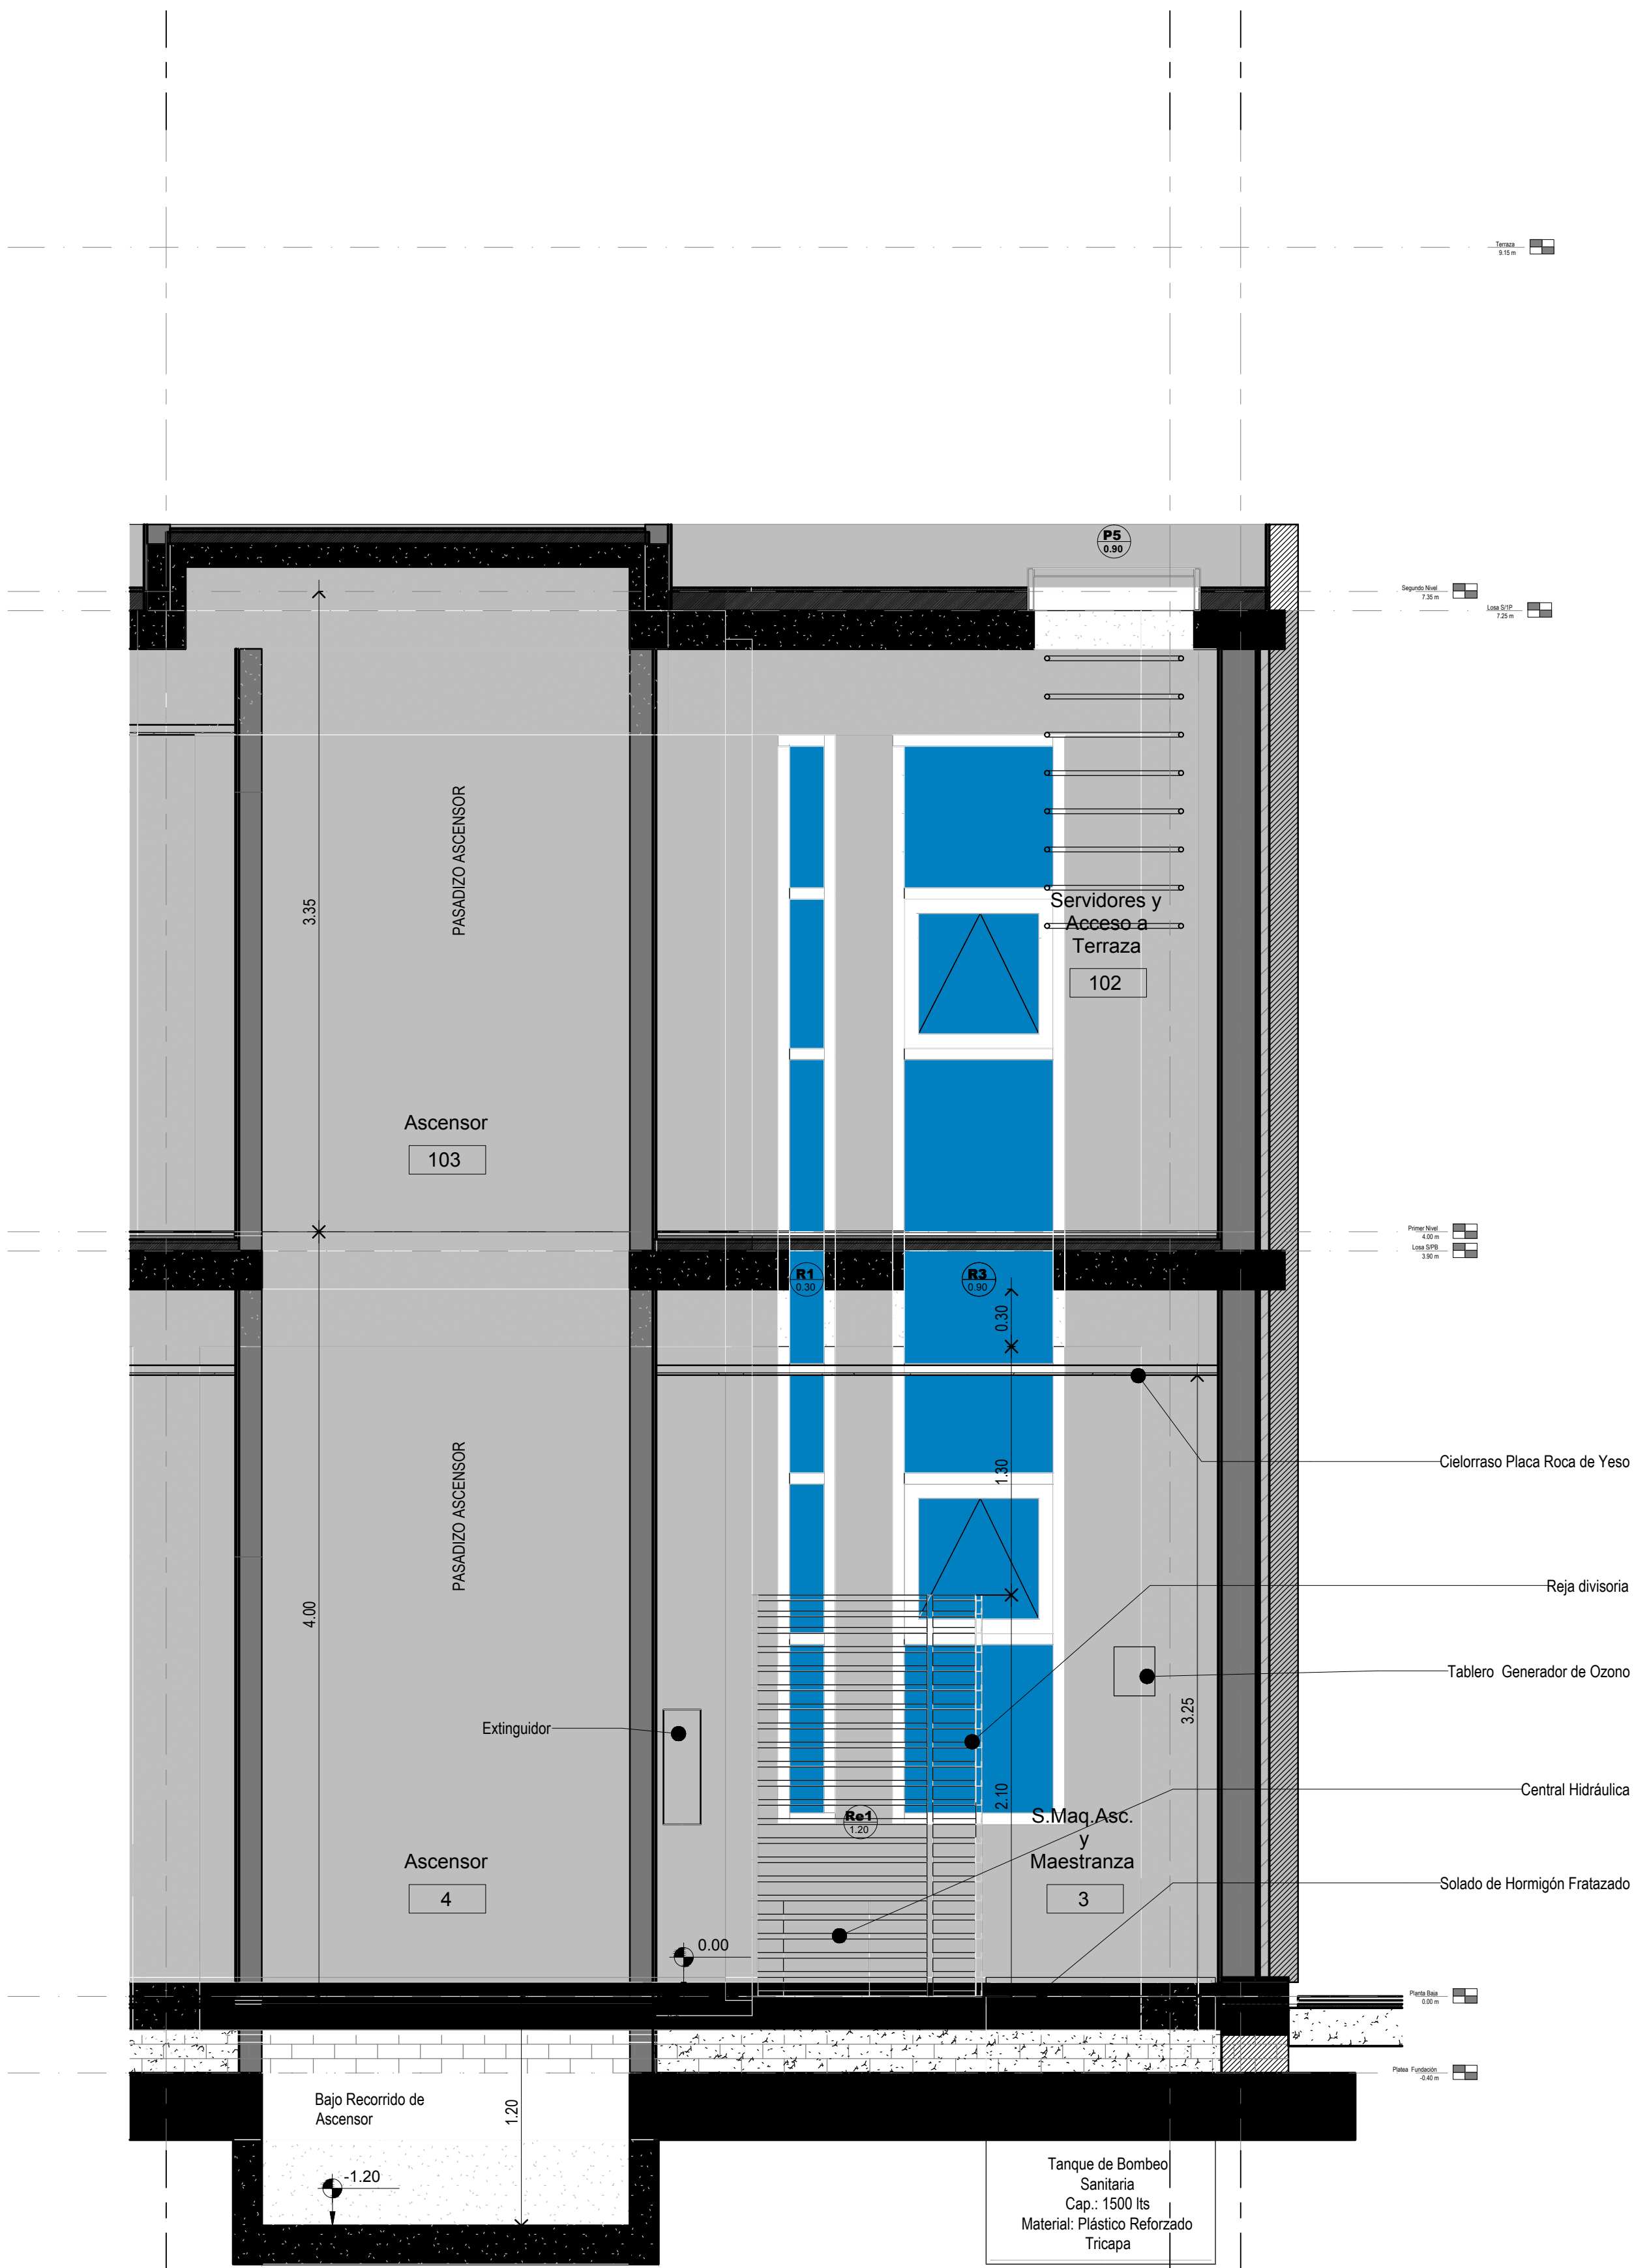 Terraza
9.15 m
P5
0.90
Segundo Nivel
7.35 m
Losa S/1P
7.25 m
PASADIZO ASCENSOR
3.35
Servidores y
Acceso a
Terraza
102
Ascensor
103
Primer Nivel
4.00 m
Losa S/PB
3.90 m
R1
0.30
R3
0.90
0.30
Cielorraso Placa Roca de Yeso
1.30
PASADIZO ASCENSOR
Reja divisoria
4.00
Tablero Generador de Ozono
3.25
Extinguidor
Central Hidráulica
2.10
Re1
1.20
S.Maq.Asc.
y
Maestranza
3
Ascensor
4
Solado de Hormigón Fratazado
0.00
Planta Baja
0.00 m
Platea Fundación
-0.40 m
Bajo Recorrido de
Ascensor
1.20
-1.20
Tanque de Bombeo
Sanitaria
Cap.: 1500 lts
Material: Plástico Reforzado
Tricapa